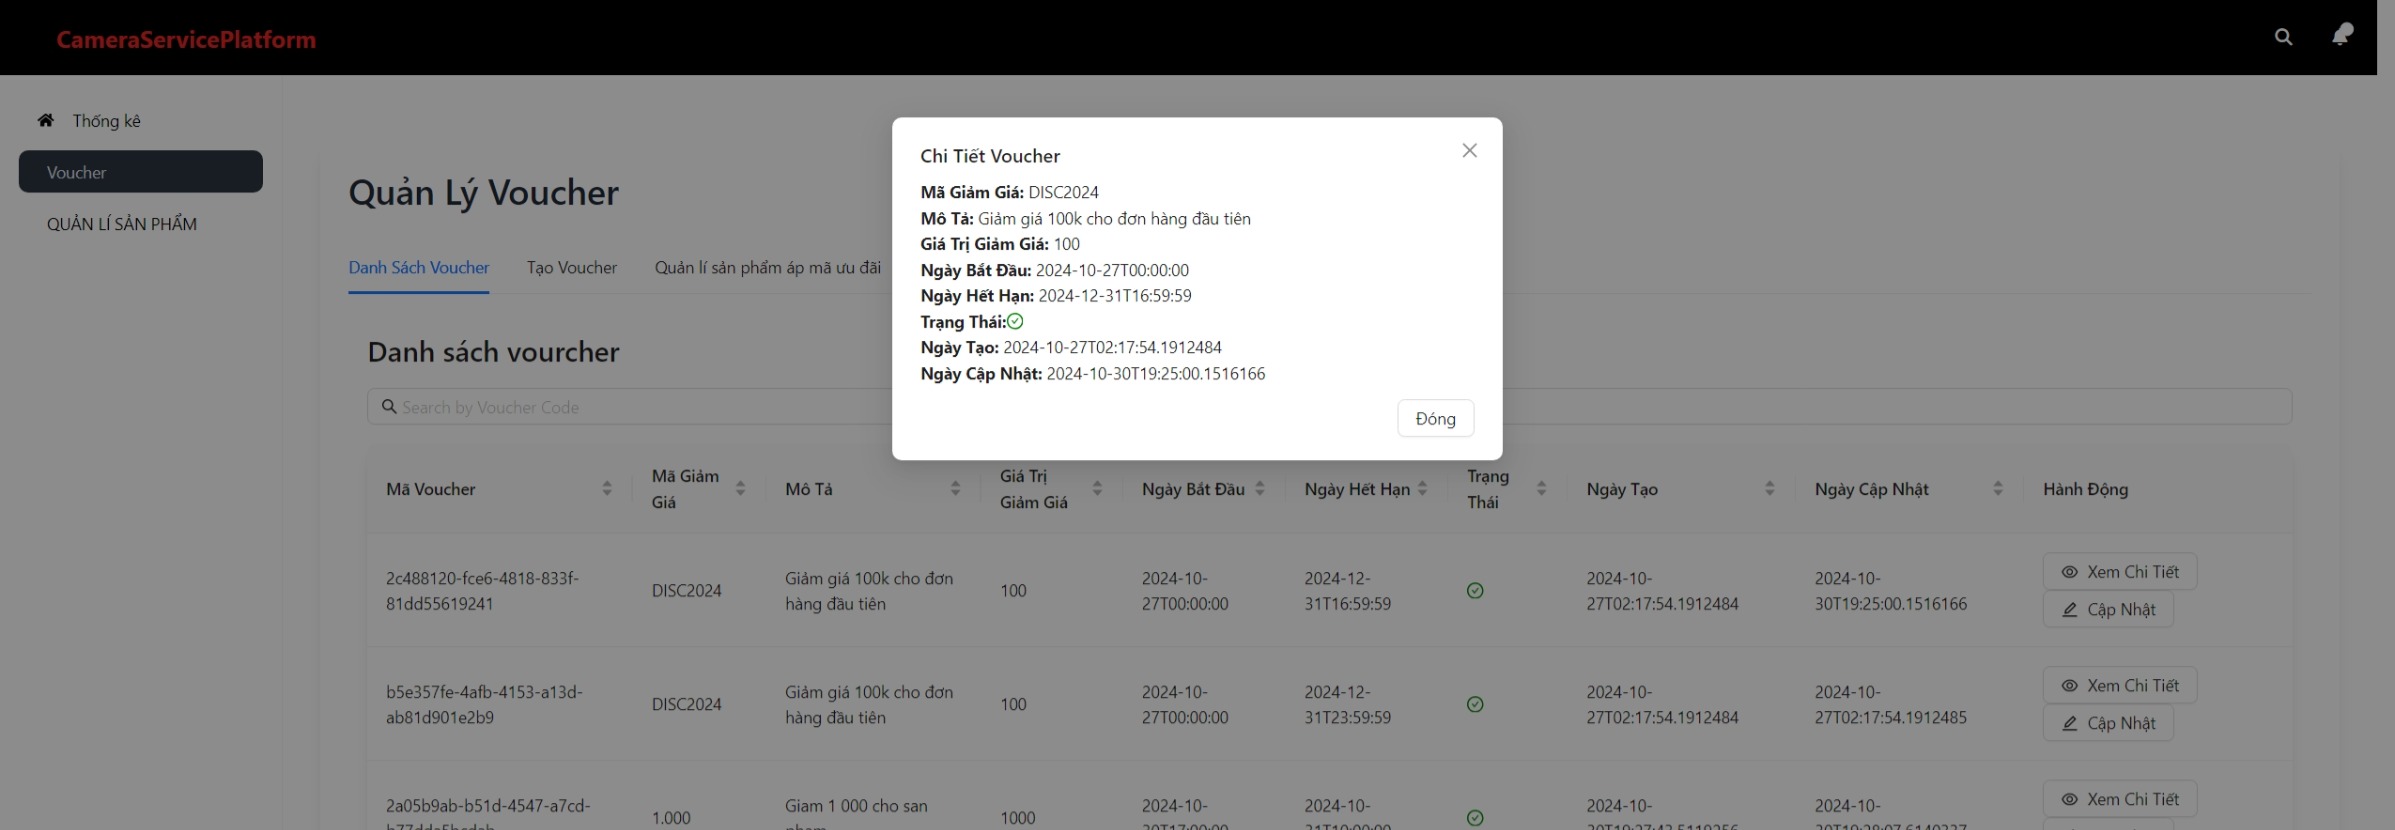 CameraServicePlatform
Thống kê
Voucher
QUẢN LÍ SẢN PHẨM
Quản Lý Voucher
Danh Sách Voucher
Tạo Voucher
Quản lí sản phẩm áp mã ưu đãi
Chi Tiết Voucher
Mã Giảm Giá: DISC2024
Mô Tả: Giảm giá 100k cho đơn hàng đầu tiên
Giá Trị Giảm Giá: 100
Ngày Bắt Đầu: 2024-10-27T00:00:00
Ngày Hết Hạn: 2024-12-31T16:59:59
Trạng Thái:
Ngày Tạo: 2024-10-27T02:17:54.1912484
Ngày Cập Nhật: 2024-10-30T19:25:00.1516166
Đóng
Danh sách vourcher
Search by Voucher Code
Mã Voucher
Mã Giảm
Giá
Mô Tả
Giá Trị
Giảm Giá
Ngày Bắt Đầu
Ngày Hết Hạn
Trạng
Thái
Ngày Tạo
Ngày Cập Nhật
Hành Động
2c488120-fce6-4818-833f-
81dd55619241
DISC2024
Giảm giá 100k cho đơn
hàng đầu tiên
100
2024-10-
27T00:00:00
2024-12-
31T16:59:59
2024-10-
27T02:17:54.1912484
2024-10-
30T19:25:00.1516166
Xem Chi Tiết
Cập Nhật
b5e357fe-4afb-4153-a13d-
ab81d901e2b9
DISC2024
Giảm giá 100k cho đơn
hàng đầu tiên
100
2024-10-
27T00:00:00
2024-12-
31T23:59:59
2024-10-
27T02:17:54.1912484
2024-10-
27T02:17:54.1912485
Xem Chi Tiết
Cập Nhật
2a05b9ab-b51d-4547-a7cd-
1.000
Giam 1 000 cho san
1000
2024-10-
2024-10-
2024-10-
2024-10-
Xem Chi Tiết